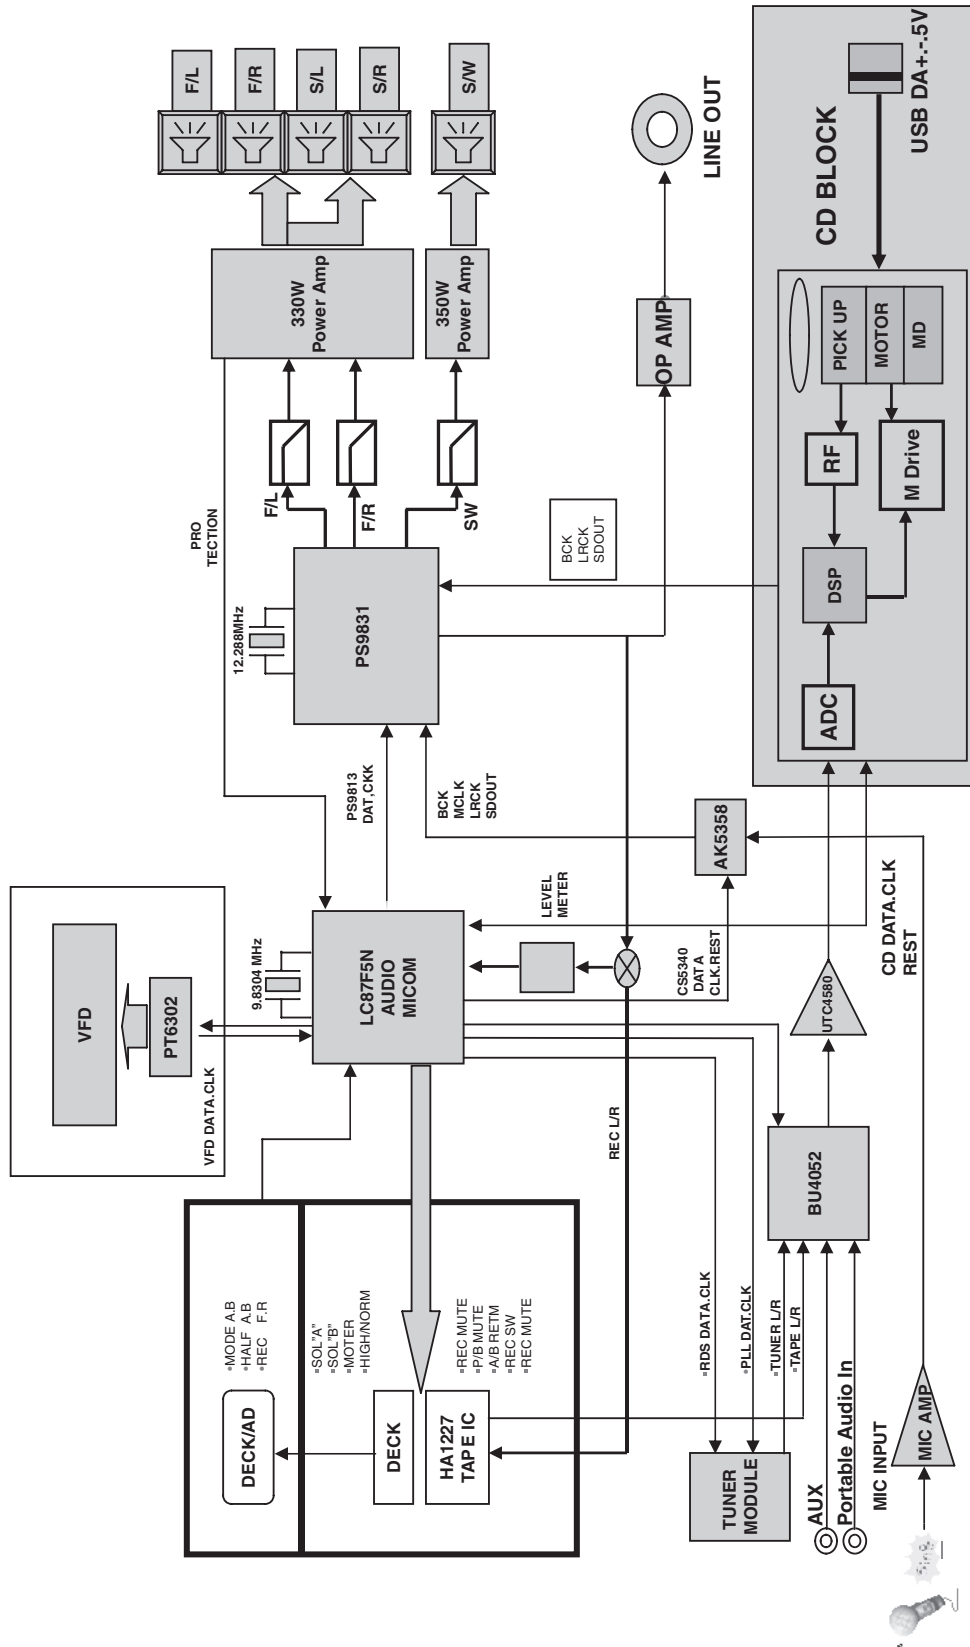 VFD
PT6302
VFD DATA.CLK
9.8304 MHz
LC87F5N
AUDIO
MICOM
PRO
TECTION
12.288MHz
PS9831
PS9813
DAT,CKK
BCK
MCLK
LRCK
SDOUT
F/L
F/R
SW
330W
Power Amp
350W
Power Amp
F/L
F/R
S/L
S/R
S/W
DECK/AD
▪MODE A.B
▪HALF A.B
▪REC F.R
▪SOL"A"
▪SOL"B"
▪MOTER
▪HIGH/NORM
DECK
HA1227
TAPE IC
▪REC MUTE
▪P/B MUTE
▪A/B RETM
▪REC SW
▪REC MUTE
REC L/R
LEVEL
METER
CS5340
DAT A
CLK.REST
AK5358
BCK
LRCK
SDOUT
OP AMP
LINE OUT
TUNER
MODULE
▪RDS DATA.CLK
▪PLL DAT.CLK
▪TUNER L/R
▪TAPE L/R
AUX
Portable Audio In
BU4052
UTC4580
MIC INPUT
MIC AMP
CD DATA.CLK
REST
CD BLOCK
USB DA+.-.5V
ADC
DSP
RF
M Drive
PICK UP
MOTOR
MD